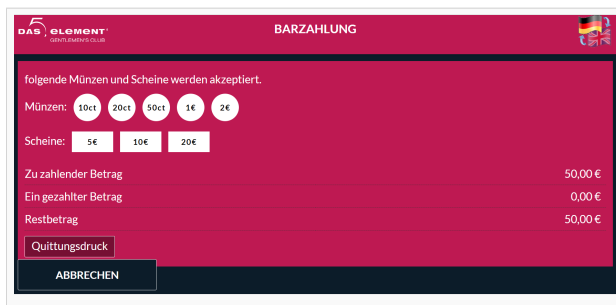 DAS 5. ELEMENT
GENTLEMEN'S CLUB
BARZAHLUNG
folgende Münzen und Scheine werden akzeptiert.
Münzen: 10ct 20ct 50ct 1€ 2€
Scheine: 5€ 10€ 20€
Zu zahlender Betrag 50,00 €
Ein gezahlter Betrag 0,00 €
Restbetrag 50,00 €
Quittungsdruck
ABBRECHEN